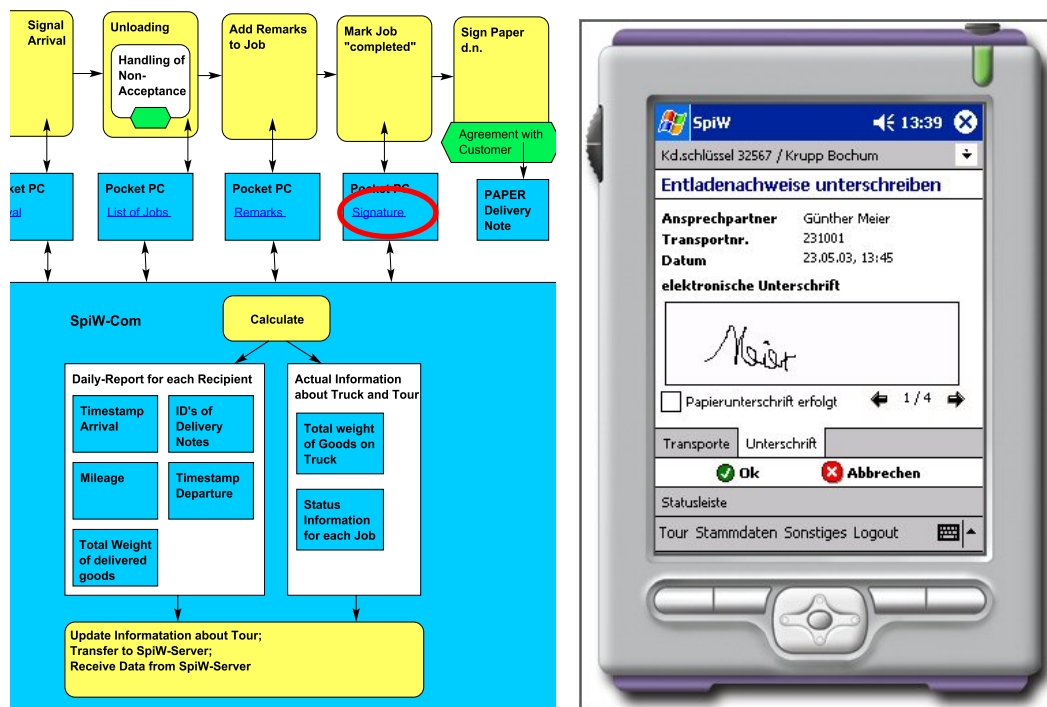 Signal
Arrival
Unloading
Handling of
Non-
Acceptance
Add Remarks
to Job
Mark Job
"completed"
Sign Paper
d.n.
Agreement with
Customer
ket PC
val
Pocket PC
List of Jobs
Pocket PC
Remarks
Pocket PC
Signature
PAPER
Delivery
Note
SpiW-Com
Calculate
Daily-Report for each Recipient
Timestamp
Arrival
ID's of
Delivery
Notes
Mileage
Timestamp
Departure
Total Weight
of delivered
goods
Actual Information
about Truck and Tour
Total weight
of Goods on
Truck
Status
Information
for each Job
Update Informatation about Tour;
Transfer to SpiW-Server;
Receive Data from SpiW-Server
SpiW 13:39
Kd.schlüssel 32567 / Krupp Bochum
Entladenachweise unterschreiben
Ansprechpartner Günther Meier
Transportnr. 231001
Datum 23.05.03, 13:45
elektronische Unterschrift
Meier
Papierunterschrift erfolgt 1 / 4
Transporte Unterschrift
Ok Abbrechen
Statusleiste
Tour Stammdaten Sonstiges Logout